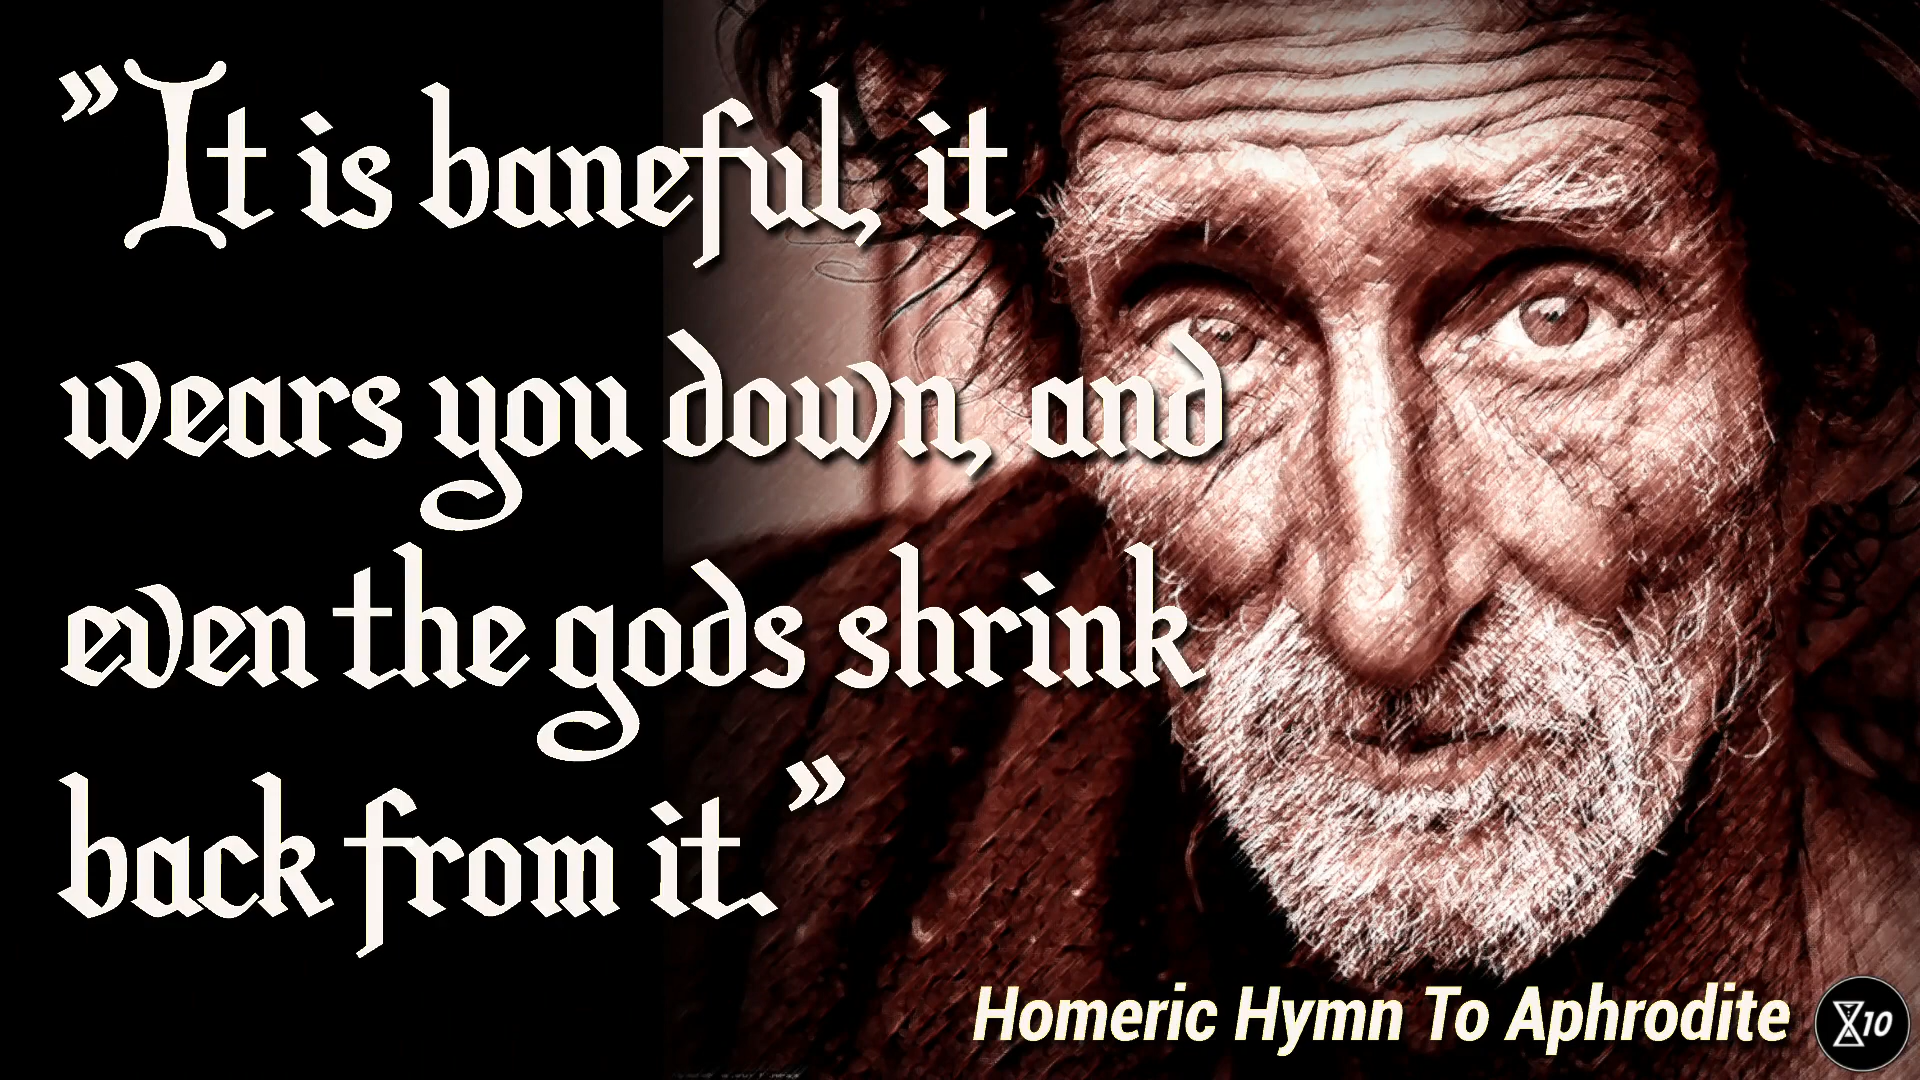 ”It is baneful, it
wears you down, and
even the gods shrink
back from it.”
Homeric Hymn To Aphrodite
10